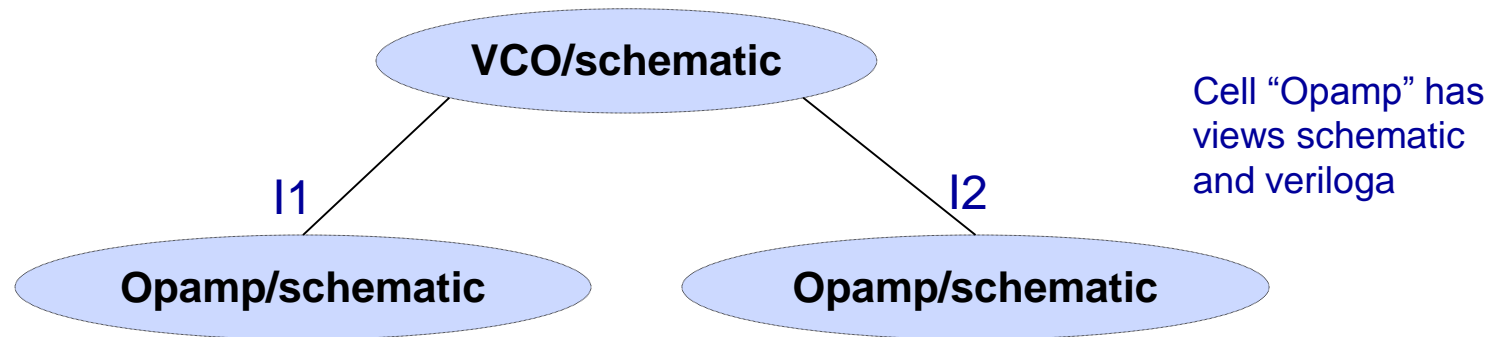 VCO/schematic
Cell “Opamp” has
views schematic
and veriloga
I1
I2
Opamp/schematic
Opamp/schematic